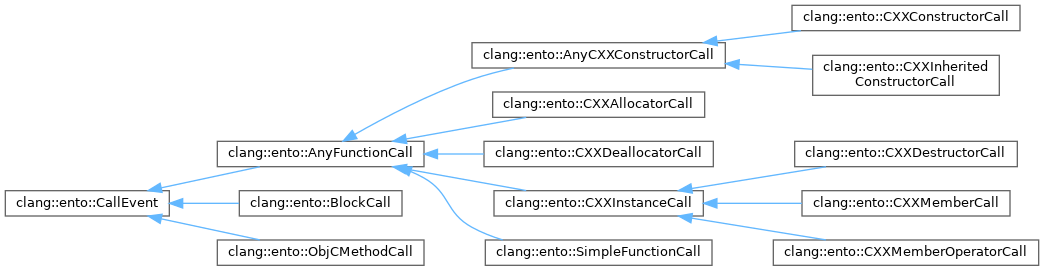 clang::ento::CXXConstructorCall
clang::ento::AnyCXXConstructorCall
clang::ento::CXXInherited
ConstructorCall
clang::ento::CXXAllocatorCall
clang::ento::AnyFunctionCall
clang::ento::CXXDeallocatorCall
clang::ento::CXXDestructorCall
clang::ento::CallEvent
clang::ento::BlockCall
clang::ento::CXXInstanceCall
clang::ento::CXXMemberCall
clang::ento::ObjCMethodCall
clang::ento::SimpleFunctionCall
clang::ento::CXXMemberOperatorCall